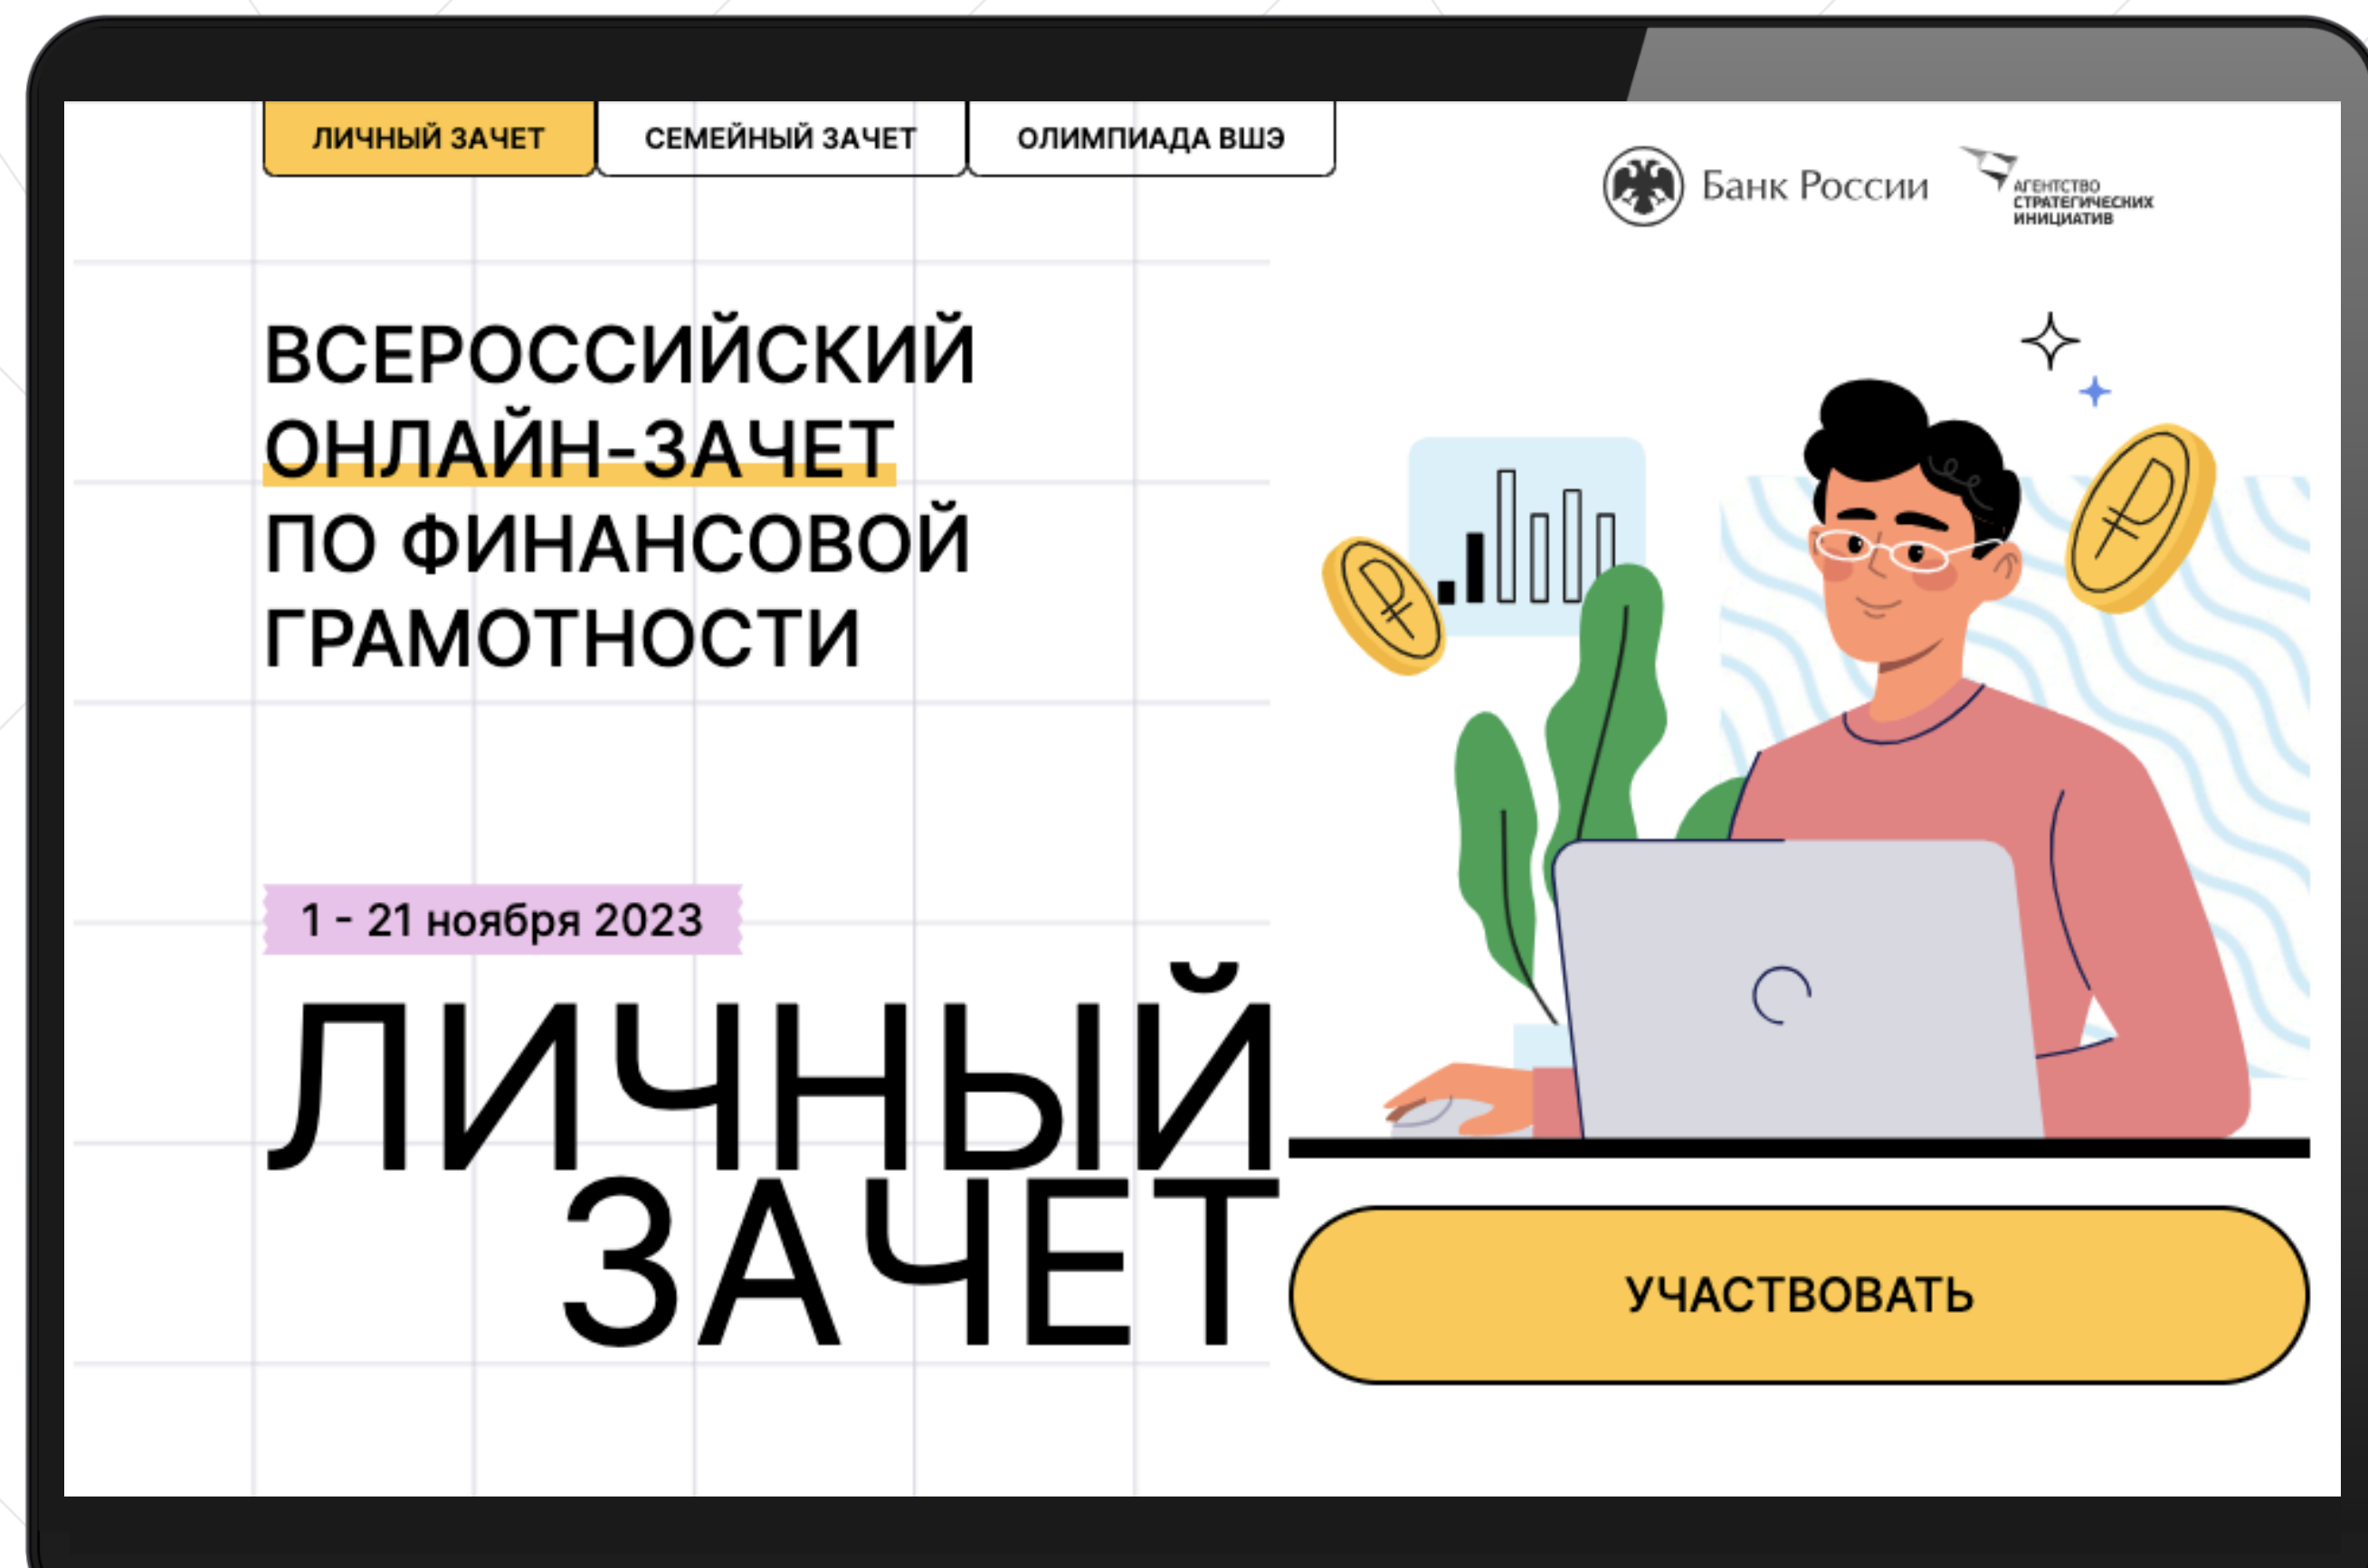 ЛИЧНЫЙ ЗАЧЕТ
СЕМЕЙНЫЙ ЗАЧЕТ
ОЛИМПИАДА ВШЭ
Банк России
АГЕНТСТВО
СТРАТЕГИЧЕСКИХ
ИНИЦИАТИВ
ВСЕРОССИЙСКИЙ
ОНЛАЙН-ЗАЧЕТ
ПО ФИНАНСОВОЙ
ГРАМОТНОСТИ
1 - 21 ноября 2023
ЛИЧНЫЙ
ЗАЧЕТ
УЧАСТВОВАТЬ